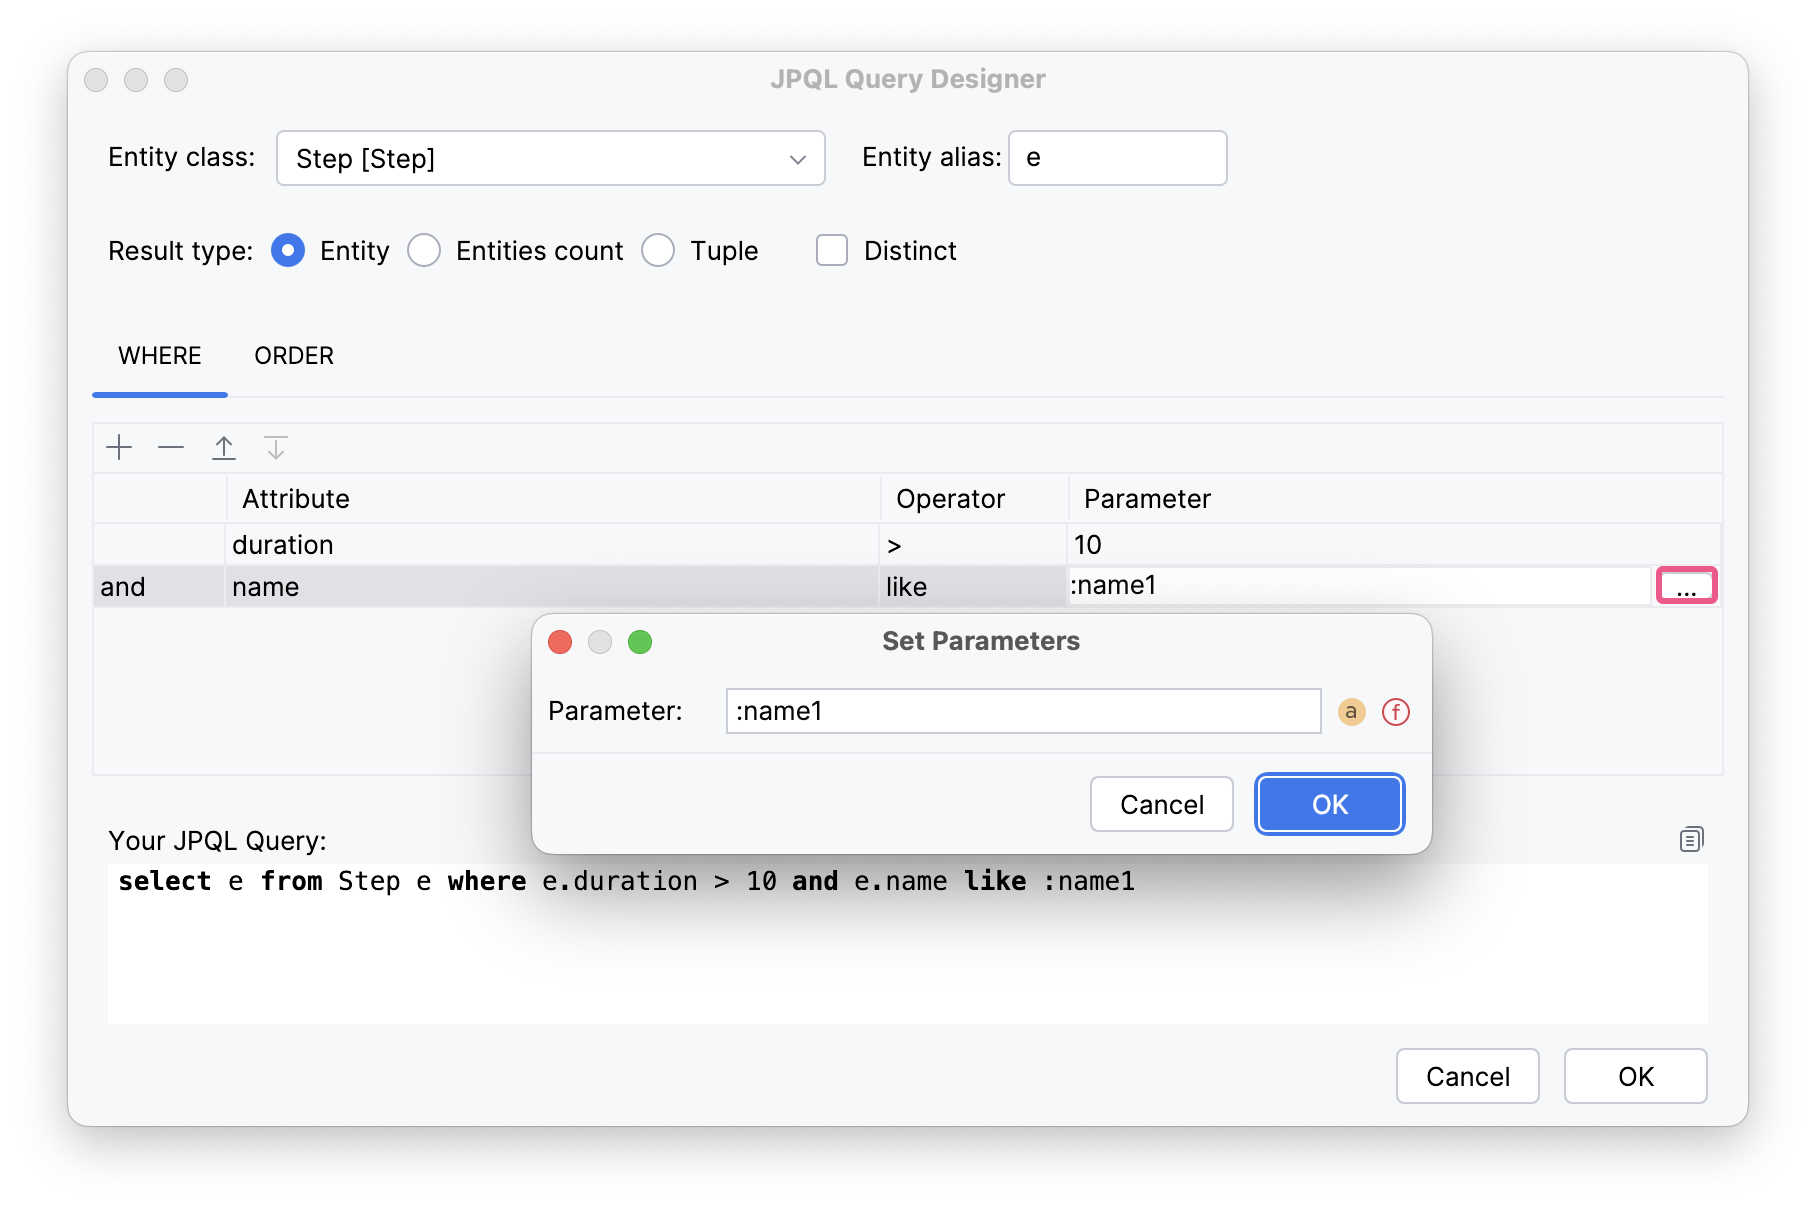 JPQL Query Designer
Entity class: Step [Step] Entity alias: e
Result type: Entity Entities count Tuple Distinct
WHERE ORDER
Attribute Operator Parameter
duration > 10
and name like :name1 ...
Set Parameters
Parameter: :name1 a f
Cancel OK
Your JPQL Query:
select e from Step e where e.duration > 10 and e.name like :name1
Cancel OK